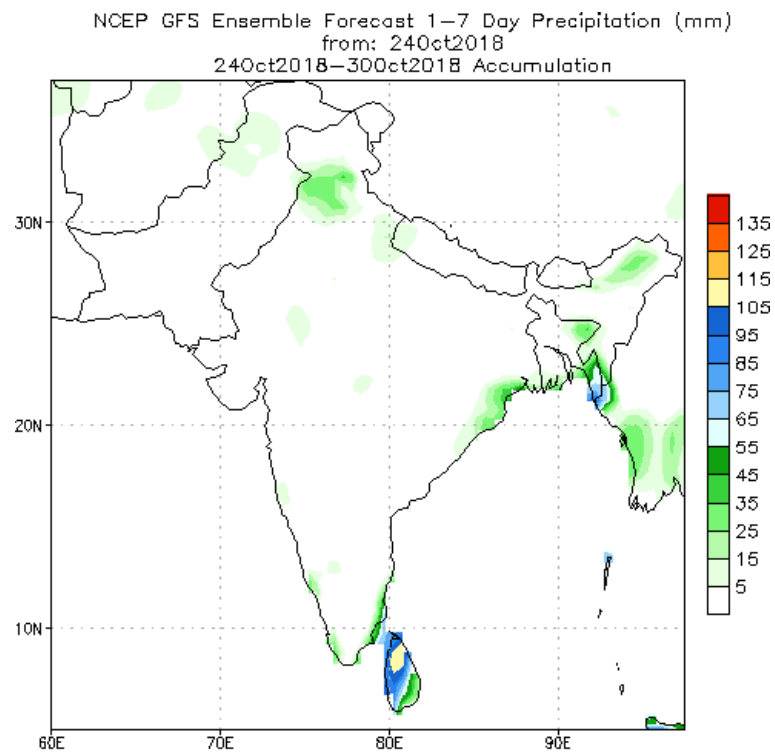 NCEP GFS Ensemble Forecast 1–7 Day Precipitation (mm)
from: 24Oct2018
24Oct2018–30Oct2018 Accumulation
30N
20N
10N
60E
70E
80E
90E
135
125
115
105
95
85
75
65
55
45
35
25
15
5